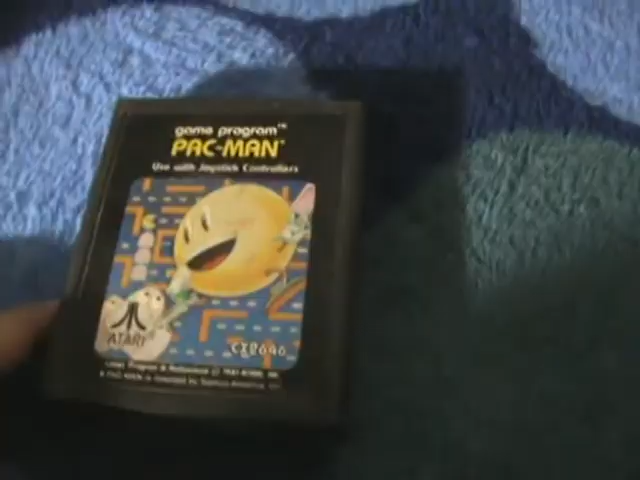 game program™
PAC-MAN
Use with Joystick Controllers
ATARI
CX2646